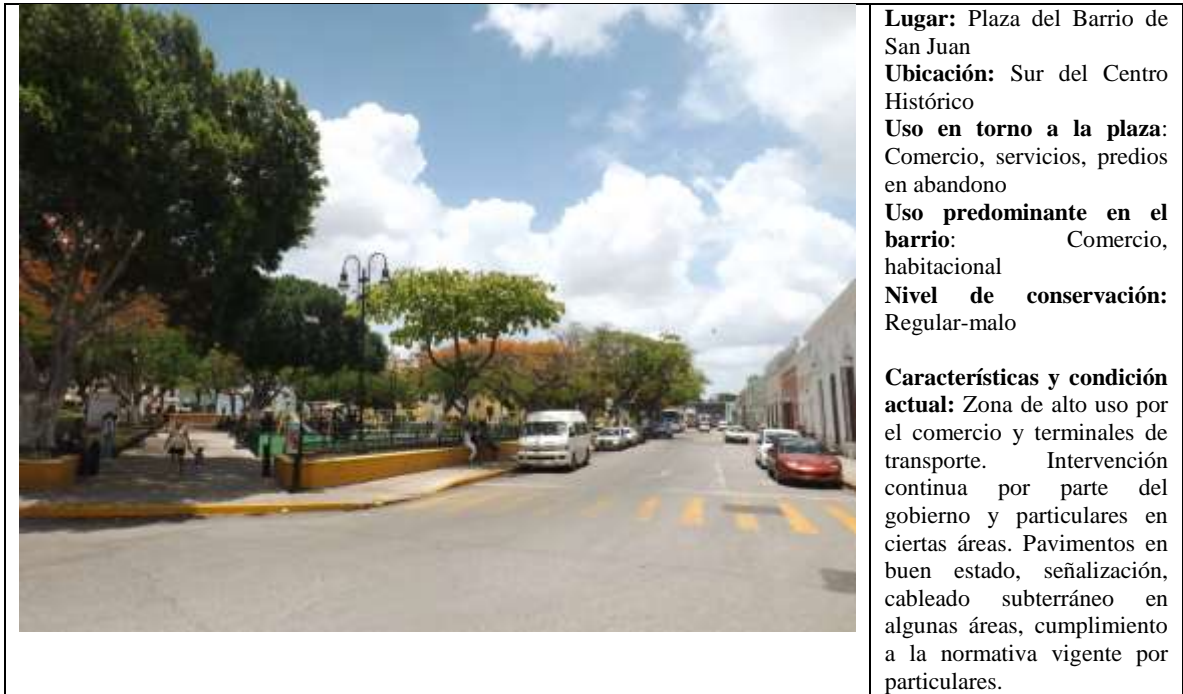 Lugar: Plaza del Barrio de
San Juan
Ubicación: Sur del Centro
Histórico
Uso en torno a la plaza:
Comercio, servicios, predios
en abandono
Uso predominante en el
barrio: Comercio,
habitacional
Nivel de conservación:
Regular-malo
Características y condición
actual: Zona de alto uso por
el comercio y terminales de
transporte. Intervención
continua por parte del
gobierno y particulares en
ciertas áreas. Pavimentos en
buen estado, señalización,
cableado subterráneo en
algunas áreas, cumplimiento
a la normativa vigente por
particulares.